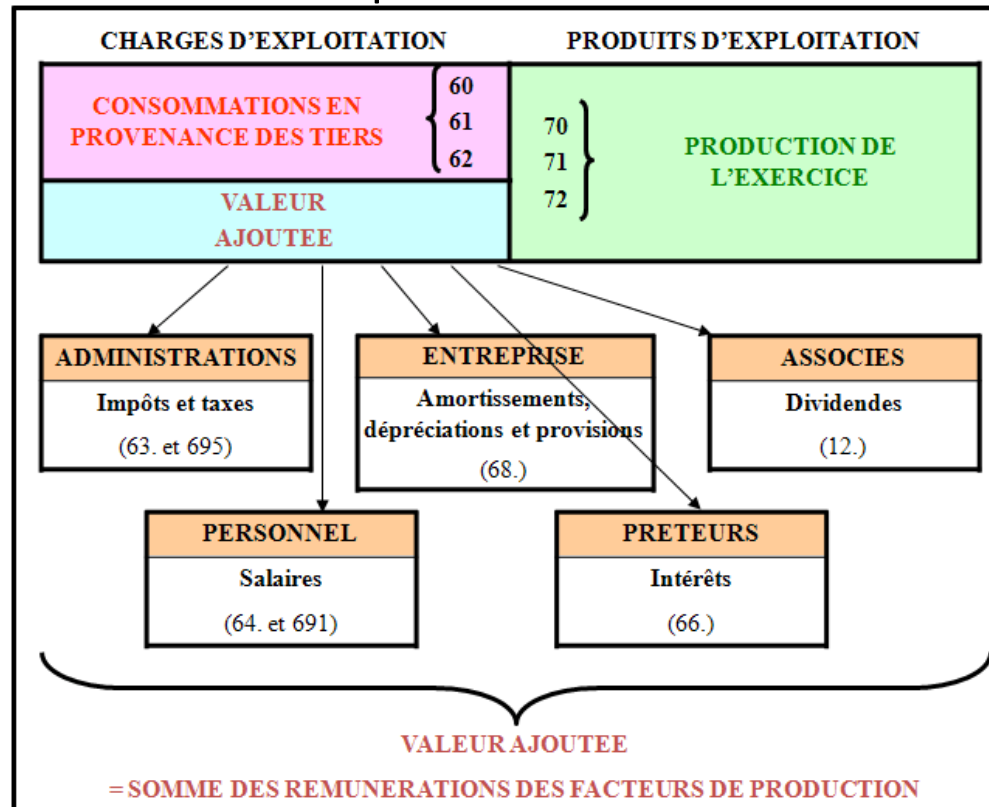 CHARGES D'EXPLOITATION
PRODUITS D'EXPLOITATION
CONSOMMATIONS EN
PROVENANCE DES TIERS
60
61
62
70
71
72
PRODUCTION DE
L'EXERCICE
VALEUR
AJOUTEE
ADMINISTRATIONS
Impôts et taxes
(63. et 695)
ENTREPRISE
Amortissements,
dépréciations et provisions
(68.)
ASSOCIES
Dividendes
(12.)
PERSONNEL
Salaires
(64. et 691)
PRETEURS
Intérêts
(66.)
VALEUR AJOUTEE
= SOMME DES REMUNERATIONS DES FACTEURS DE PRODUCTION